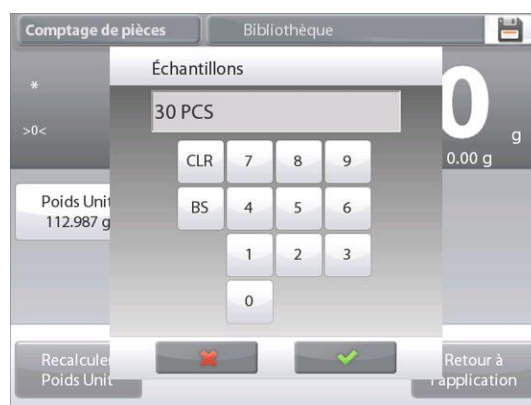 Comptage de pièces
Bibliothèque
Échantillons
*
30 PCS
>0<
0
g
0.00 g
CLR 7 8 9
Poids Unit
112.987 g
BS 4 5 6
1 2 3
0
Recalculer
Poids Unit
Retour à
l'application